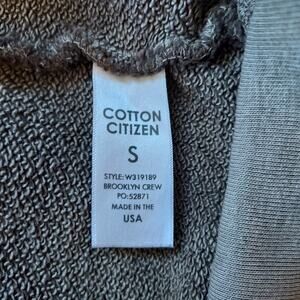 COTTON
CITIZEN
S
STYLE: W319189
BROOKLYN CREW
PO: 52871
MADE IN THE
USA